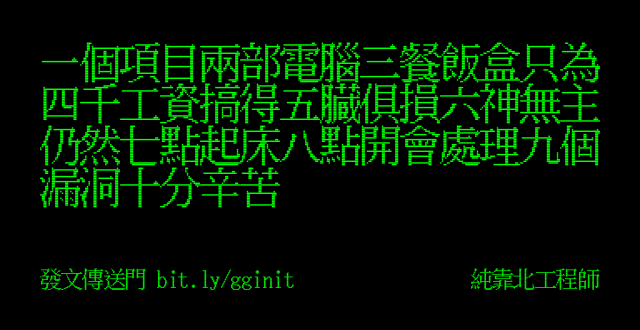 一個項目兩部電腦三餐飯盒只為
四千工資搞得五臟俱損六神無主
仍然七點起床八點開會處理九個
漏洞十分辛苦
發文傳送門 bit.ly/gginit
純靠北工程師